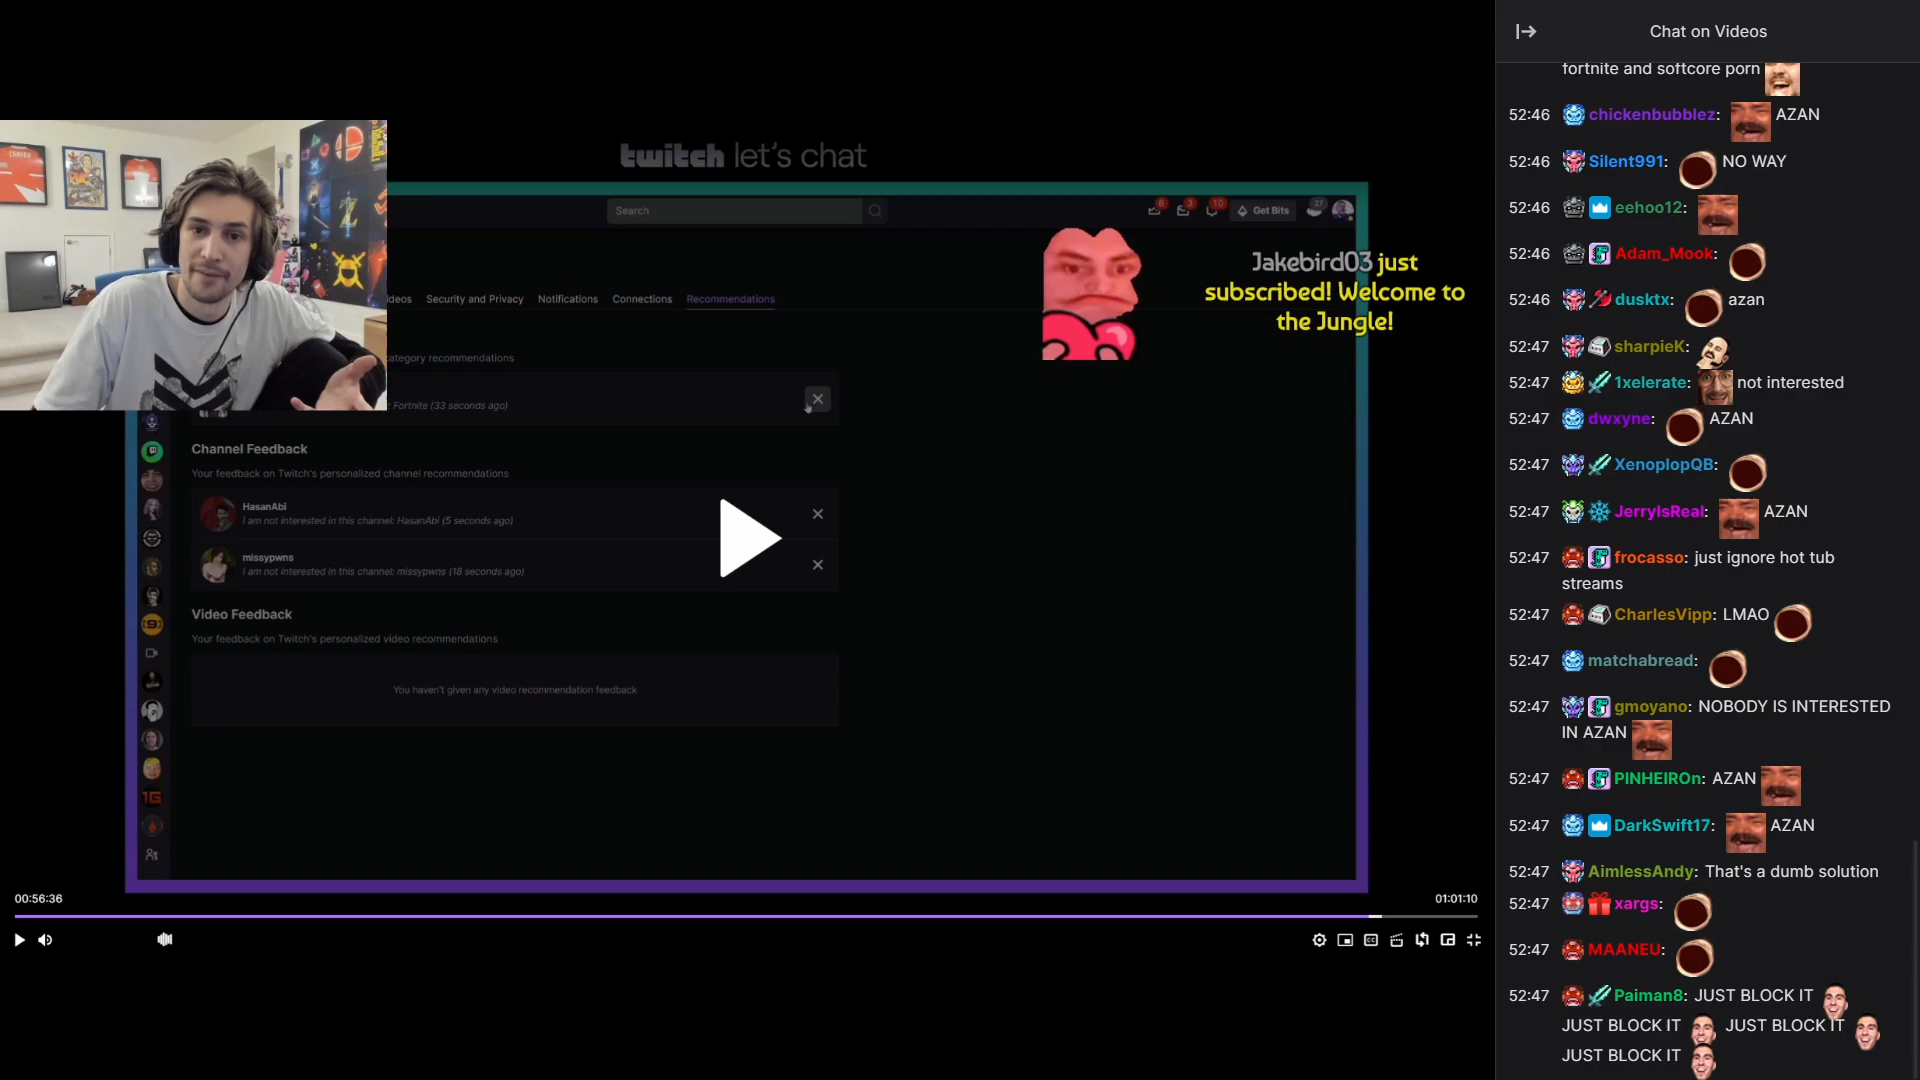 Chat on Videos
fortnite and softcore porn
52:46 chickenbubblez: AZAN
52:46 Silent991: NO WAY
52:46 eehoo12:
52:46 Adam_Mook:
52:46 dusktx: azan
52:47 sharpieK:
52:47 1xelerate: not interested
52:47 dwxyne: AZAN
52:47 XenoplopQB:
52:47 JerryIsReal: AZAN
52:47 frocasso: just ignore hot tub
streams
52:47 CharlesVipp: LMAO
52:47 matchabread:
52:47 gmoyano: NOBODY IS INTERESTED
IN AZAN
52:47 PINHEIROn: AZAN
52:47 DarkSwift17: AZAN
52:47 AimlessAndy: That's a dumb solution
52:47 xargs:
52:47 MAANEU:
52:47 Paiman8: JUST BLOCK IT
JUST BLOCK IT JUST BLOCK IT
JUST BLOCK IT
twitch let's chat
Search
6 3 10 Get Bits 27
Jakebird03 just
subscribed! Welcome to
the Jungle!
ideos Security and Privacy Notifications Connections Recommendations
category recommendations
: Fortnite (33 seconds ago)
Channel Feedback
Your feedback on Twitch's personalized channel recommendations
HasanAbi
I am not interested in this channel: HasanAbi (5 seconds ago)
missypwns
I am not interested in this channel: missypwns (18 seconds ago)
Video Feedback
Your feedback on Twitch's personalized video recommendations
You haven't given any video recommendation feedback
00:56:36
01:01:10